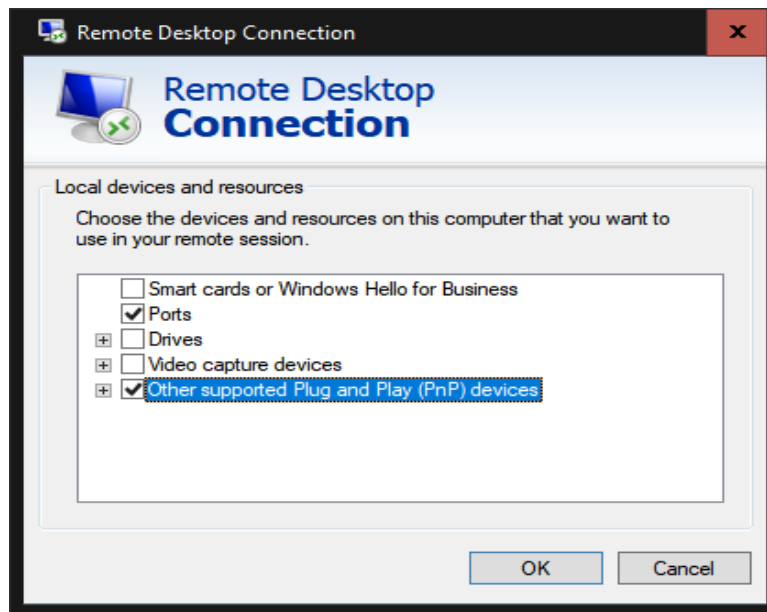 Remote Desktop Connection
Remote Desktop
Connection
Local devices and resources
Choose the devices and resources on this computer that you want to
use in your remote session.
Smart cards or Windows Hello for Business
Ports
Drives
Video capture devices
Other supported Plug and Play (PnP) devices
OK Cancel